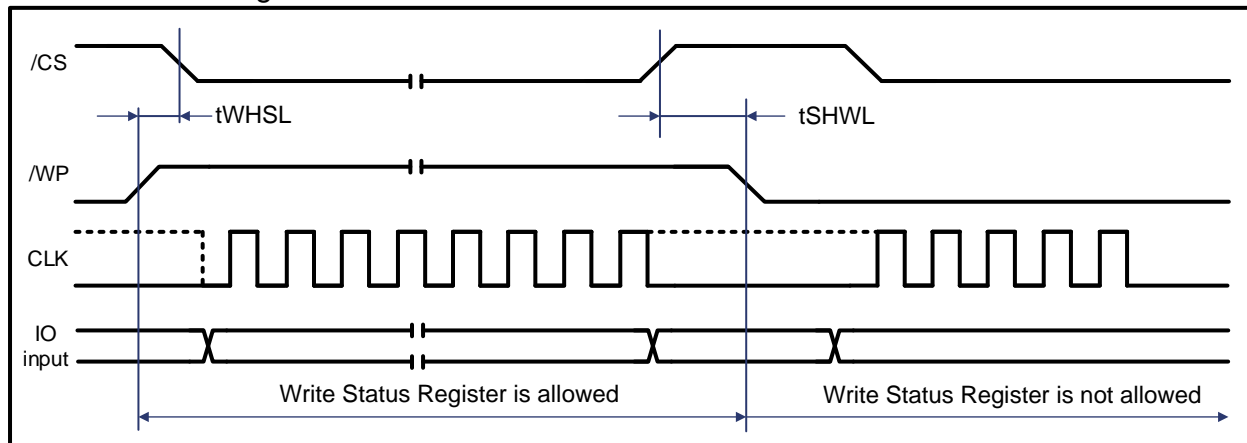 /CS
tWHSL
tSHWL
/WP
CLK
IO
input
Write Status Register is allowed
Write Status Register is not allowed